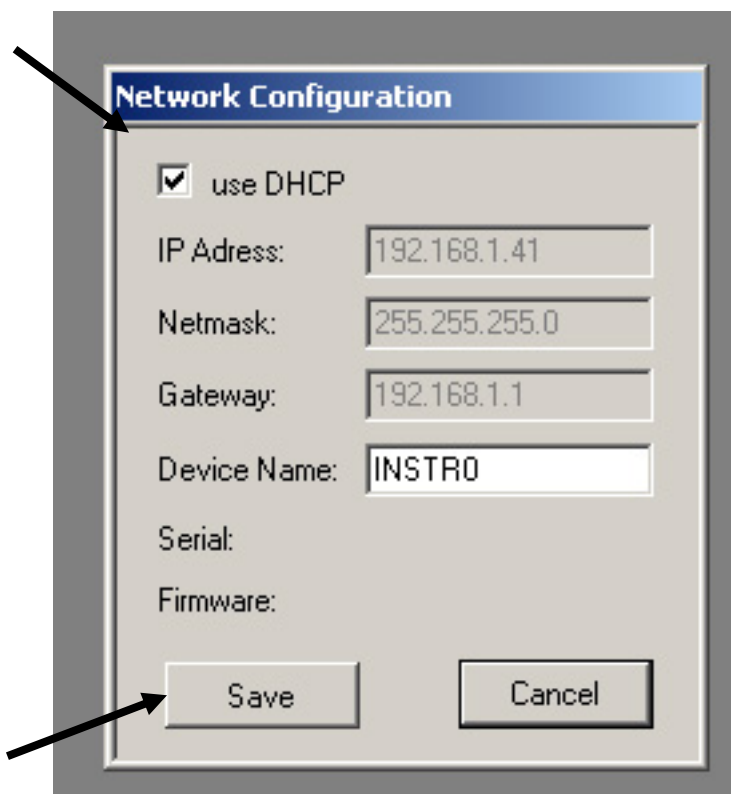 Network Configuration
use DHCP
IP Adress: 192.168.1.41
Netmask: 255.255.255.0
Gateway: 192.168.1.1
Device Name: INSTR0
Serial:
Firmware:
Save Cancel